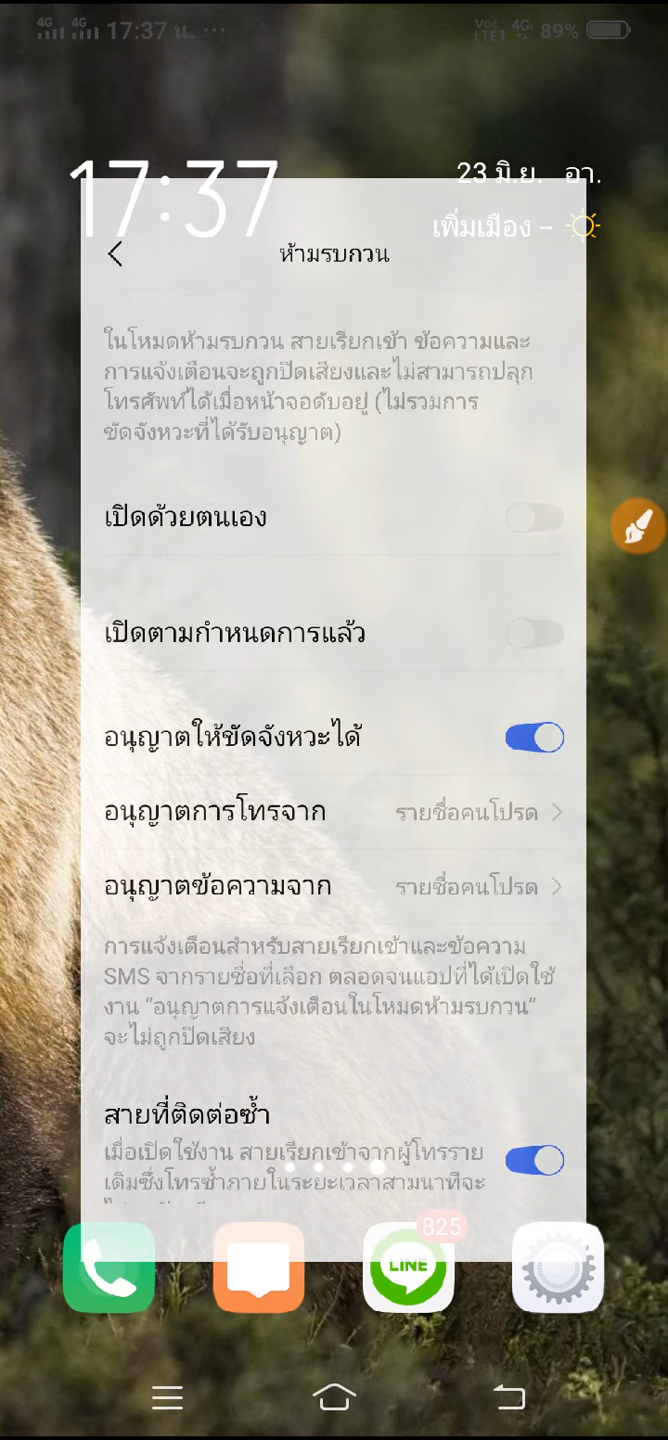 4G 4G 17:37 น. ···
Vo) LTE1 4G 89%
17:37
23 มิ.ย. อา.
เพิ่มเมือง –
ห้ามรบกวน
ในโหมดห้ามรบกวน สายเรียกเข้า ข้อความและ
การแจ้งเตือนจะถูกปิดเสียงและไม่สามารถปลุก
โทรศัพท์ได้เมื่อหน้าจอดับอยู่ (ไม่รวมการ
ขัดจังหวะที่ได้รับอนุญาต)
เปิดด้วยตนเอง
เปิดตามกำหนดการแล้ว
อนุญาตให้ขัดจังหวะได้
อนุญาตการโทรจาก รายชื่อคนโปรด
อนุญาตข้อความจาก รายชื่อคนโปรด
การแจ้งเตือนสำหรับสายเรียกเข้าและข้อความ
SMS จากรายชื่อที่เลือก ตลอดจนแอปที่ได้เปิดใช้
งาน “อนุญาตการแจ้งเตือนในโหมดห้ามรบกวน”
จะไม่ถูกปิดเสียง
สายที่ติดต่อซ้ำ
เมื่อเปิดใช้งาน สายเรียกเข้าจากผู้โทรราย
เดิมซึ่งโทรซ้ำภายในระยะเวลาสามนาทีจะ
825
LINE